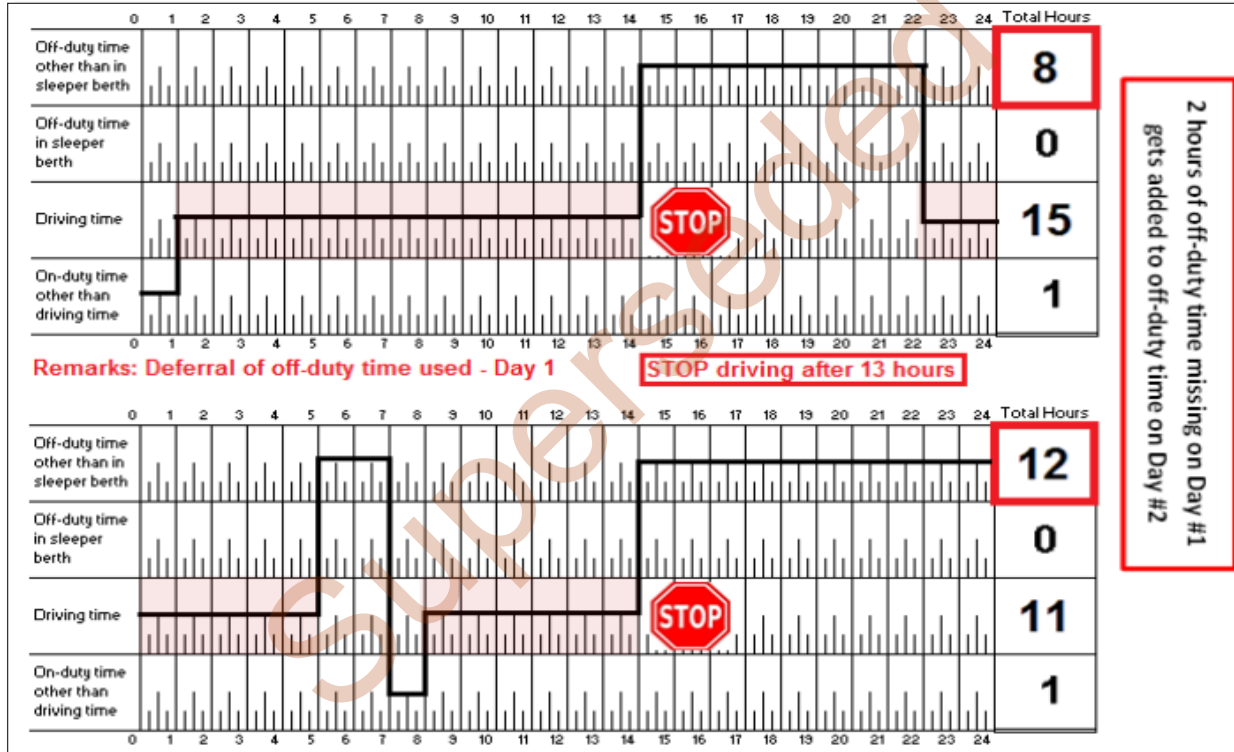 0 1 2 3 4 5 6 7 8 9 10 11 12 13 14 15 16 17 18 19 20 21 22 23 24 Total Hours
Off-duty time
other than in
sleeper berth
8
Off-duty time
in sleeper
berth
0
Driving time
STOP
15
On-duty time
other than
driving time
1
0 1 2 3 4 5 6 7 8 9 10 11 12 13 14 15 16 17 18 19 20 21 22 23 24
Remarks: Deferral of off-duty time used - Day 1
STOP driving after 13 hours
0 1 2 3 4 5 6 7 8 9 10 11 12 13 14 15 16 17 18 19 20 21 22 23 24 Total Hours
Off-duty time
other than in
sleeper berth
12
Off-duty time
in sleeper
berth
0
Driving time
STOP
11
On-duty time
other than
driving time
1
0 1 2 3 4 5 6 7 8 9 10 11 12 13 14 15 16 17 18 19 20 21 22 23 24
2 hours of off-duty time missing on Day #1
gets added to off-duty time on Day #2
Superseded